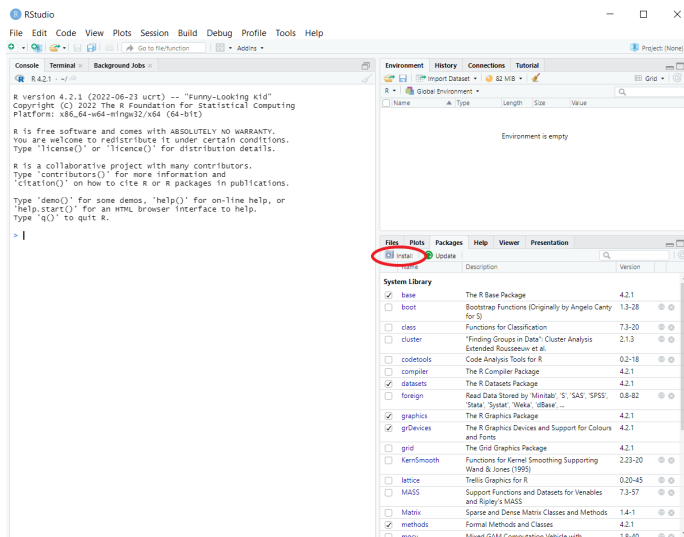 RStudio
File Edit Code View Plots Session Build Debug Profile Tools Help
Go to file/function Addins Project: (None)
Console Terminal Background Jobs
R 4.2.1 · ~/
R version 4.2.1 (2022-06-23 ucrt) -- "Funny-Looking Kid"
Copyright (C) 2022 The R Foundation for Statistical Computing
Platform: x86_64-w64-mingw32/x64 (64-bit)
R is free software and comes with ABSOLUTELY NO WARRANTY.
You are welcome to redistribute it under certain conditions.
Type 'license()' or 'licence()' for distribution details.
R is a collaborative project with many contributors.
Type 'contributors()' for more information and
'citation()' on how to cite R or R packages in publications.
Type 'demo()' for some demos, 'help()' for on-line help, or
'help.start()' for an HTML browser interface to help.
Type 'q()' to quit R.
>
Environment History Connections Tutorial
Import Dataset 82 MiB Grid
R Global Environment
Name Type Length Size Value
Environment is empty
Files Plots Packages Help Viewer Presentation
Install Update
Name Description Version
System Library
base The R Base Package 4.2.1
boot Bootstrap Functions (Originally by Angelo Canty 1.3-28
for S)
class Functions for Classification 7.3-20
cluster "Finding Groups in Data": Cluster Analysis 2.1.3
Extended Rousseeuw et al.
codetools Code Analysis Tools for R 0.2-18
compiler The R Compiler Package 4.2.1
datasets The R Datasets Package 4.2.1
foreign Read Data Stored by 'Minitab', 'S', 'SAS', 'SPSS', 0.8-82
'Stata', 'Systat', 'Weka', 'dBase', ...
graphics The R Graphics Package 4.2.1
grDevices The R Graphics Devices and Support for Colours 4.2.1
and Fonts
grid The Grid Graphics Package 4.2.1
KernSmooth Functions for Kernel Smoothing Supporting 2.23-20
Wand & Jones (1995)
lattice Trellis Graphics for R 0.20-45
MASS Support Functions and Datasets for Venables 7.3-57
and Ripley's MASS
Matrix Sparse and Dense Matrix Classes and Methods 1.4-1
methods Formal Methods and Classes 4.2.1
mgcv Mixed GAM Computation Vehicle with 1.8-40